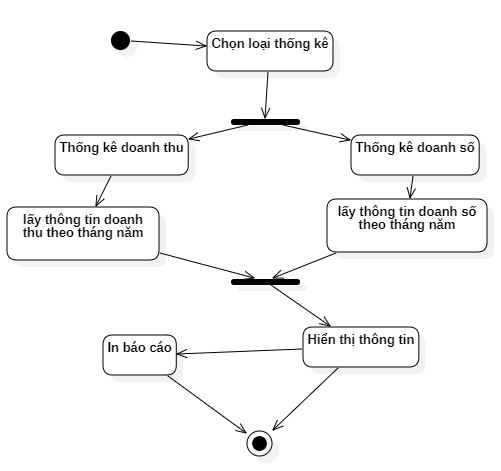 Chọn loại thống kê
Thống kê doanh thu
Thống kê doanh số
lấy thông tin doanh
thu theo tháng năm
lấy thông tin doanh số
theo tháng năm
Hiển thị thông tin
In báo cáo